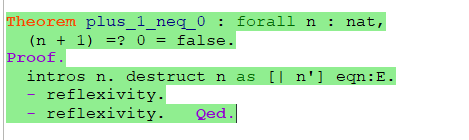 Theorem plus_1_neq_0 : forall n : nat,
  (n + 1) =? 0 = false.
Proof.
  intros n. destruct n as [| n'] eqn:E.
  - reflexivity.
  - reflexivity.   Qed.